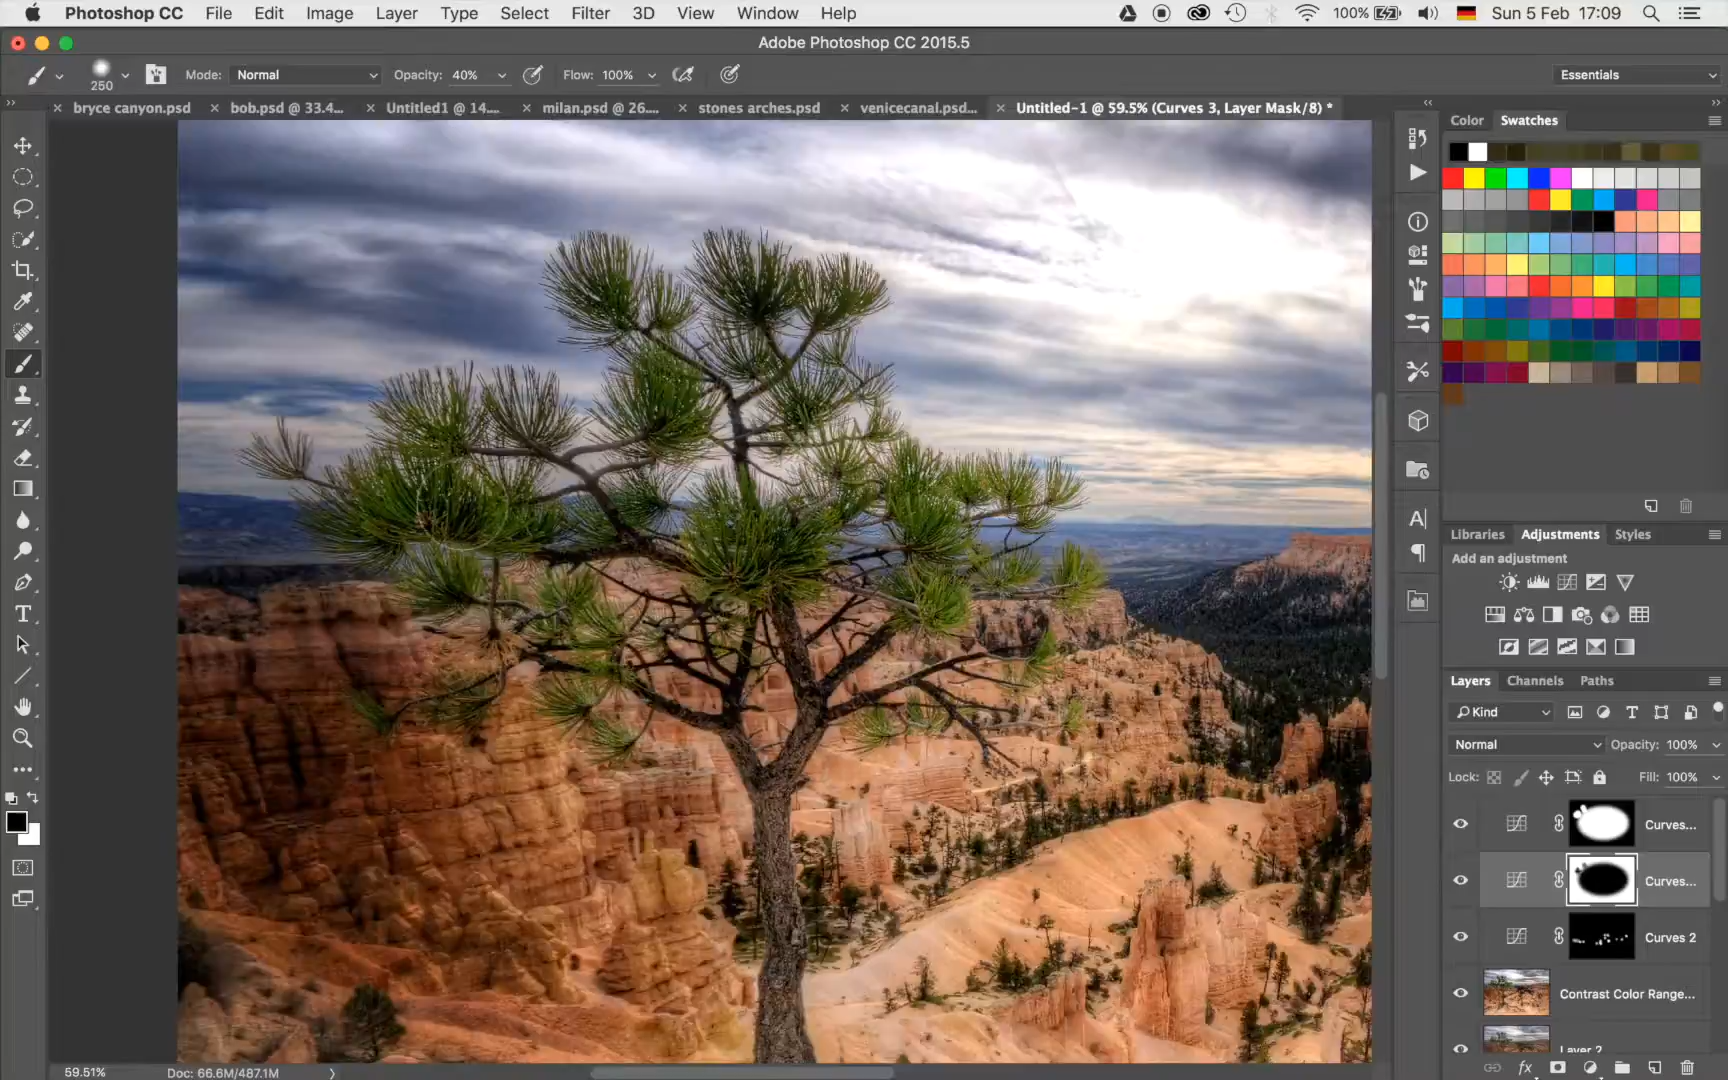 Photoshop CC File Edit Image Layer Type Select Filter 3D View Window Help 100% Sun 5 Feb 17:09
Adobe Photoshop CC 2015.5
250 Mode: Normal Opacity: 40% Flow: 100% Essentials
bryce canyon.psd bob.psd @ 33.4... Untitled1 @ 14.... milan.psd @ 26.... stones arches.psd venicecanal.psd... Untitled-1 @ 59.5% (Curves 3, Layer Mask/8) *
Color Swatches
Libraries Adjustments Styles
Add an adjustment
Layers Channels Paths
Kind
Normal Opacity: 100%
Lock: Fill: 100%
Curves...
Curves...
Curves 2
Contrast Color Range...
Layer 2
59.51% Doc: 66.6M/487.1M